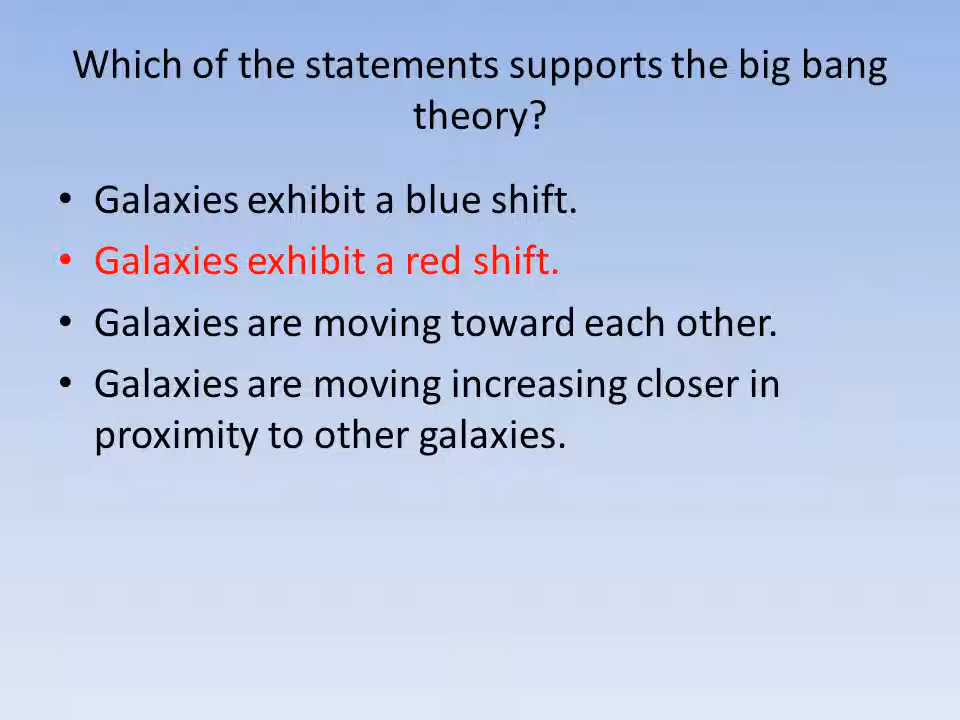 Which of the statements supports the big bang
theory?
• Galaxies exhibit a blue shift.
• Galaxies exhibit a red shift.
• Galaxies are moving toward each other.
• Galaxies are moving increasing closer in
proximity to other galaxies.